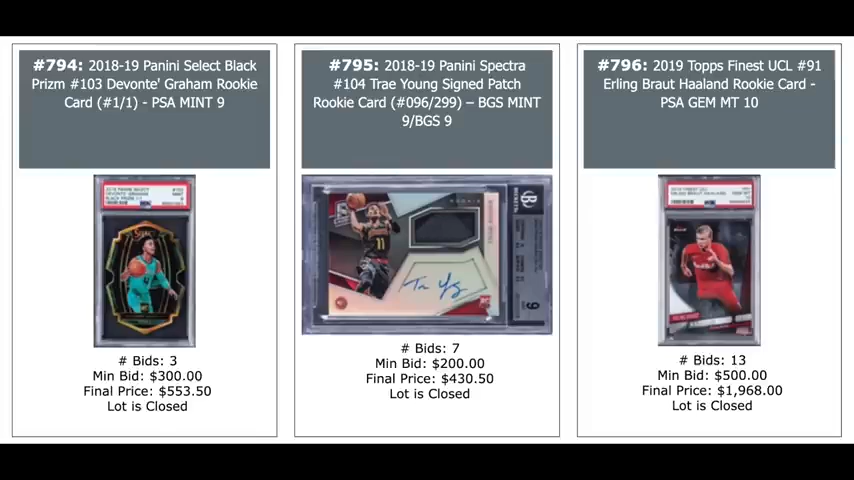 #794: 2018-19 Panini Select Black
Prizm #103 Devonte' Graham Rookie
Card (#1/1) - PSA MINT 9
# Bids: 3
Min Bid: $300.00
Final Price: $553.50
Lot is Closed
#795: 2018-19 Panini Spectra
#104 Trae Young Signed Patch
Rookie Card (#096/299) – BGS MINT
9/BGS 9
11
9
# Bids: 7
Min Bid: $200.00
Final Price: $430.50
Lot is Closed
#796: 2019 Topps Finest UCL #91
Erling Braut Haaland Rookie Card -
PSA GEM MT 10
# Bids: 13
Min Bid: $500.00
Final Price: $1,968.00
Lot is Closed